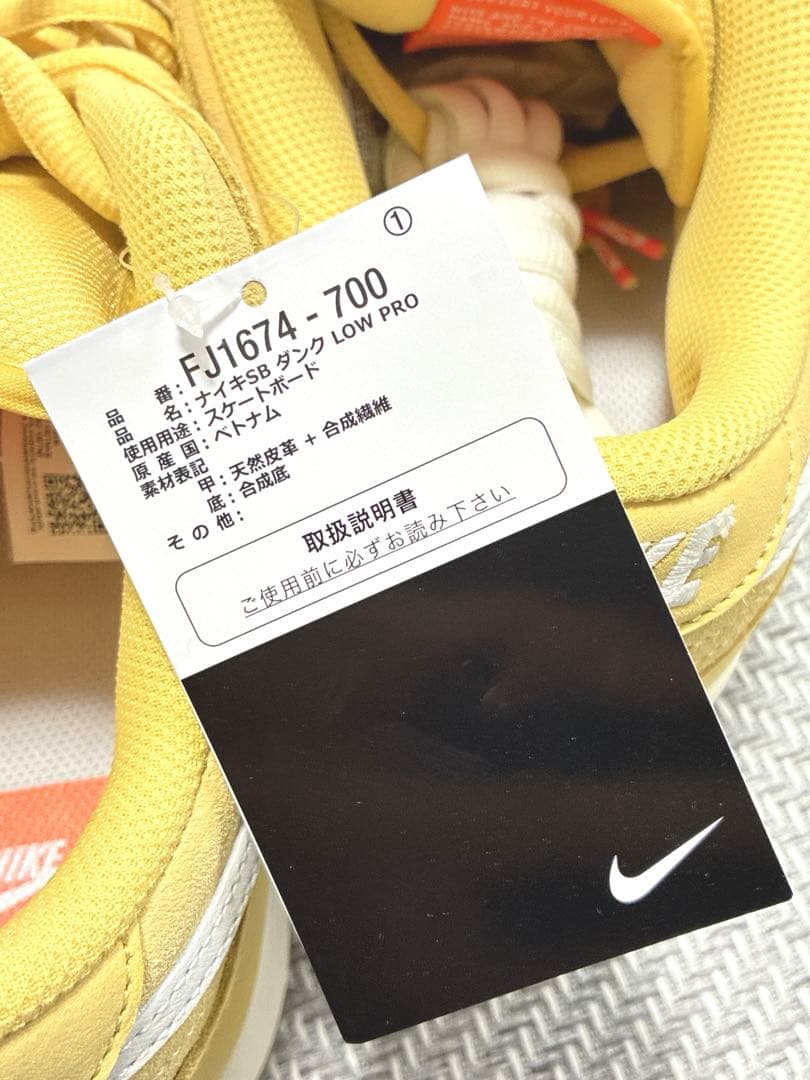 ①
品 番：FJ1674 - 700
品 名：ナイキSB ダンク LOW PRO
使用用途：スケートボード
原 産 国：ベトナム
素材表記
甲：天然皮革 + 合成繊維
底：合成底
そ の 他：
取扱説明書
ご使用前に必ずお読み下さい
NIKE